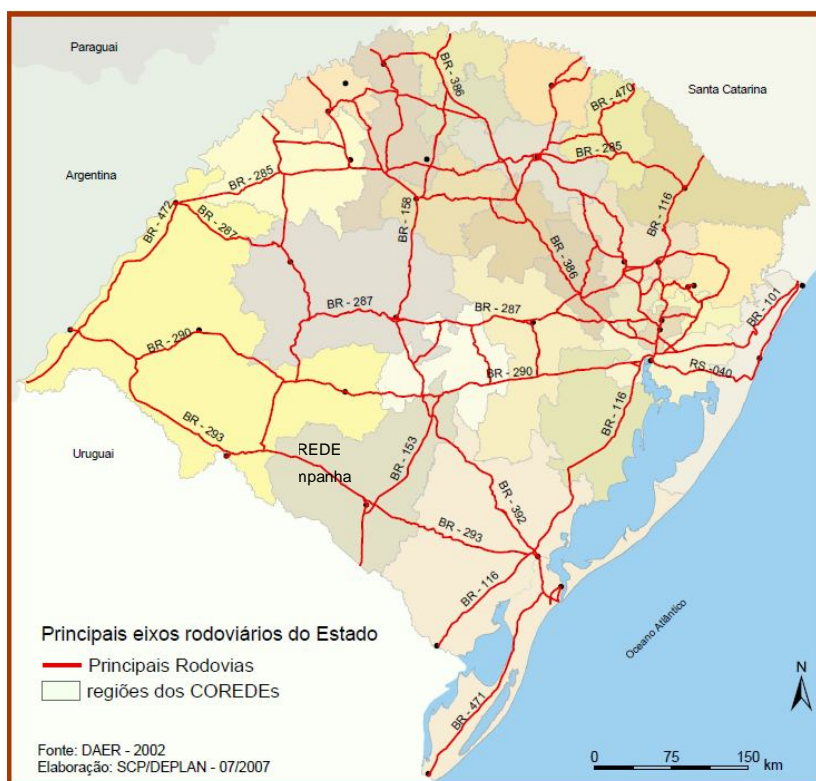 Paraguai
Santa Catarina
Argentina
Uruguai
Oceano Atlântico
BR - 386
BR - 470
BR - 285
BR - 285
BR - 472
BR - 287
BR - 158
BR - 116
BR - 386
BR - 287
BR - 287
BR - 101
BR - 290
BR - 290
RS -040
BR - 116
BR - 293
REDE
npanha
BR - 153
BR - 392
BR - 293
BR - 116
BR - 471
Principais eixos rodoviários do Estado
Principais Rodovias
regiões dos COREDEs
Fonte: DAER - 2002
Elaboração: SCP/DEPLAN - 07/2007
N
0 75 150 km